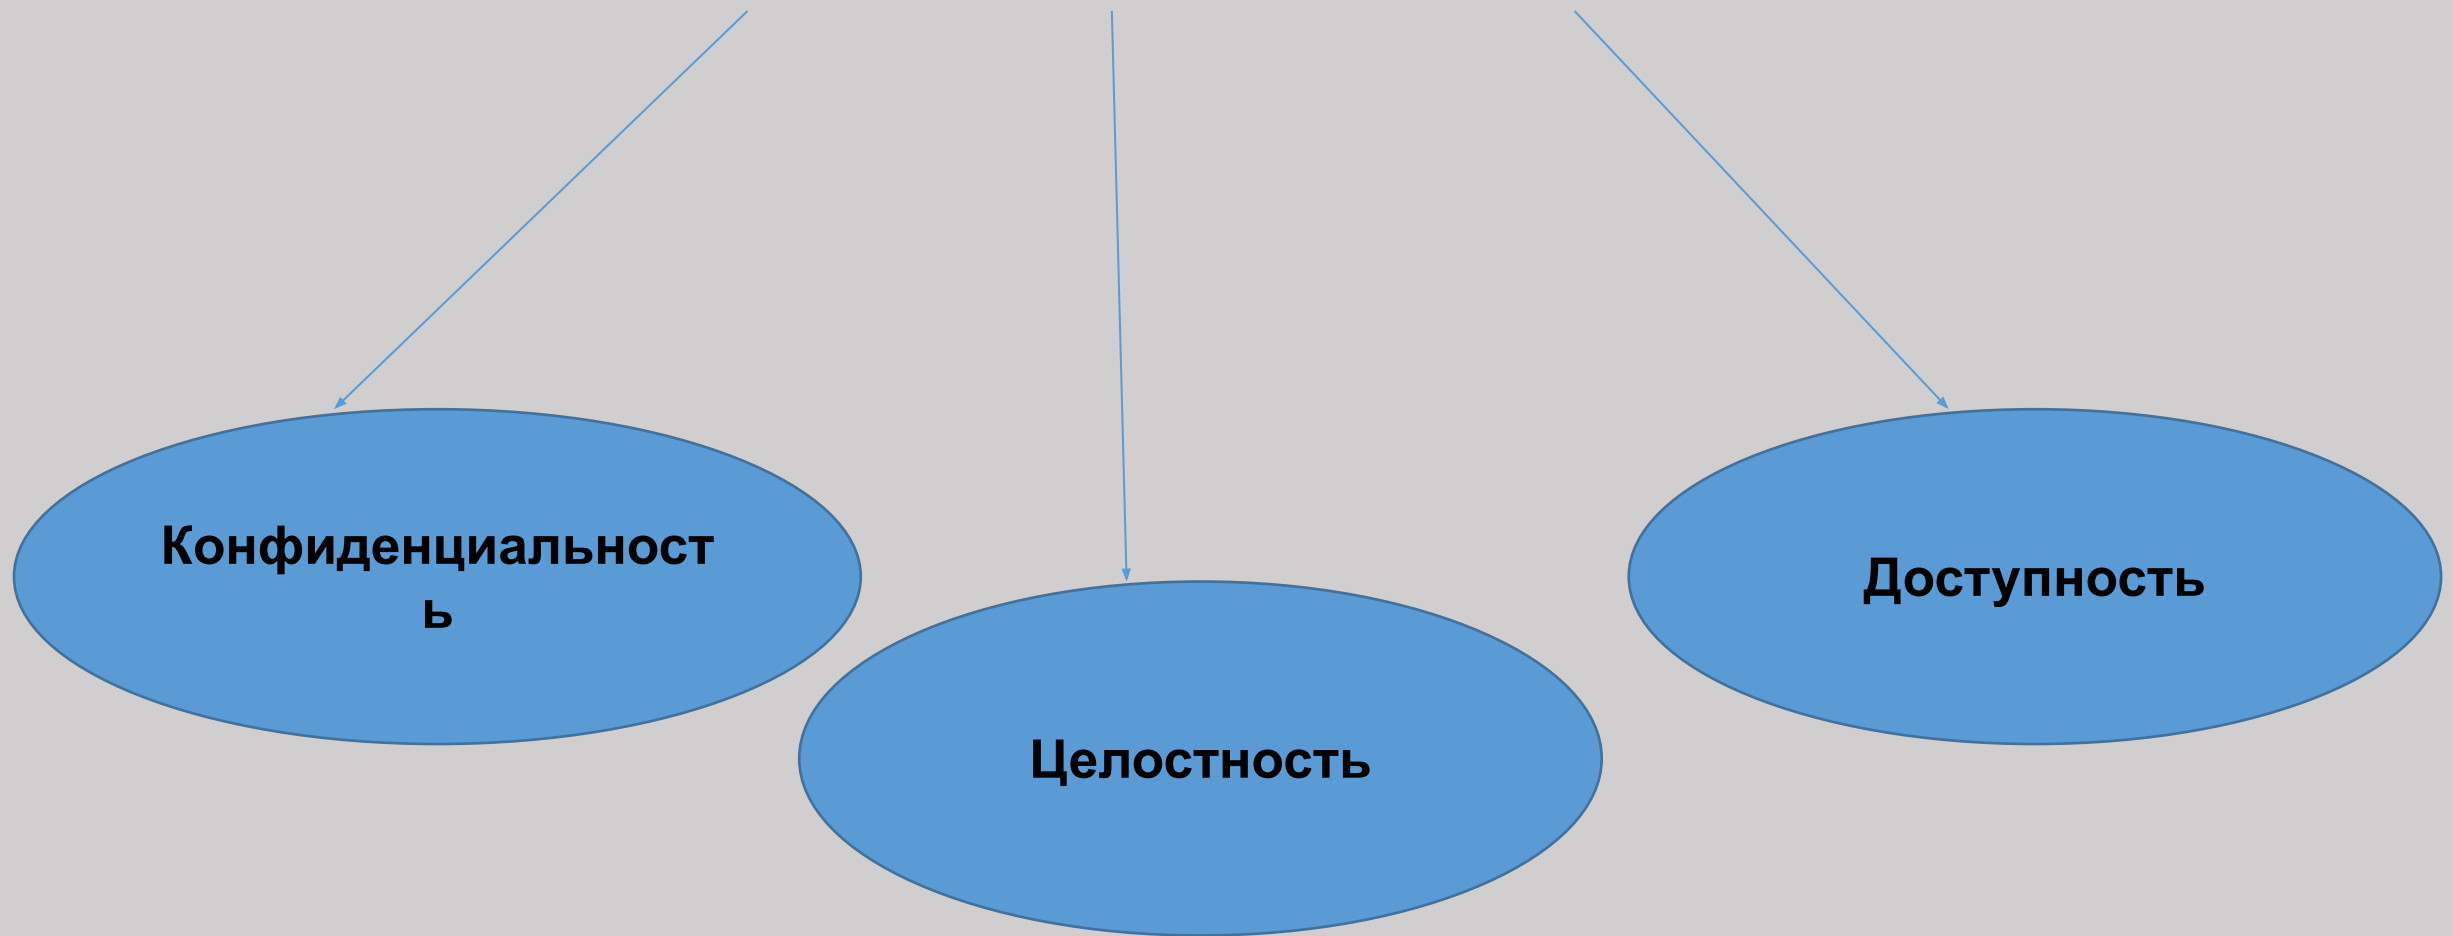 Конфиденциальност
ь
Целостность
Доступность